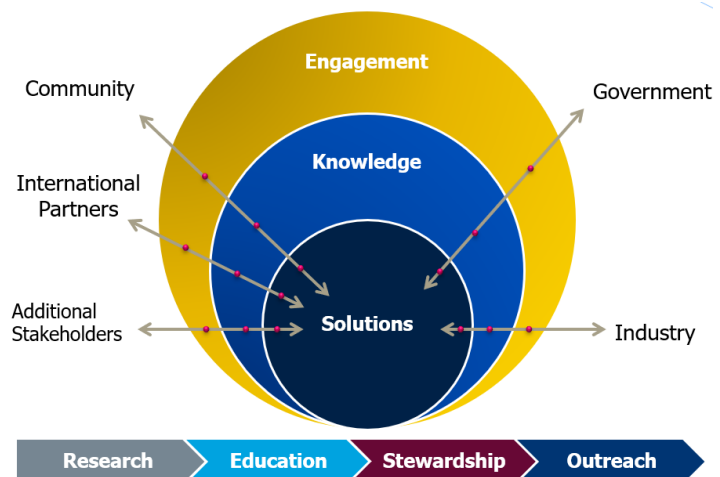 Engagement
Community
Government
Knowledge
International
Partners
Additional
Stakeholders
Solutions
Industry
Research
Education
Stewardship
Outreach